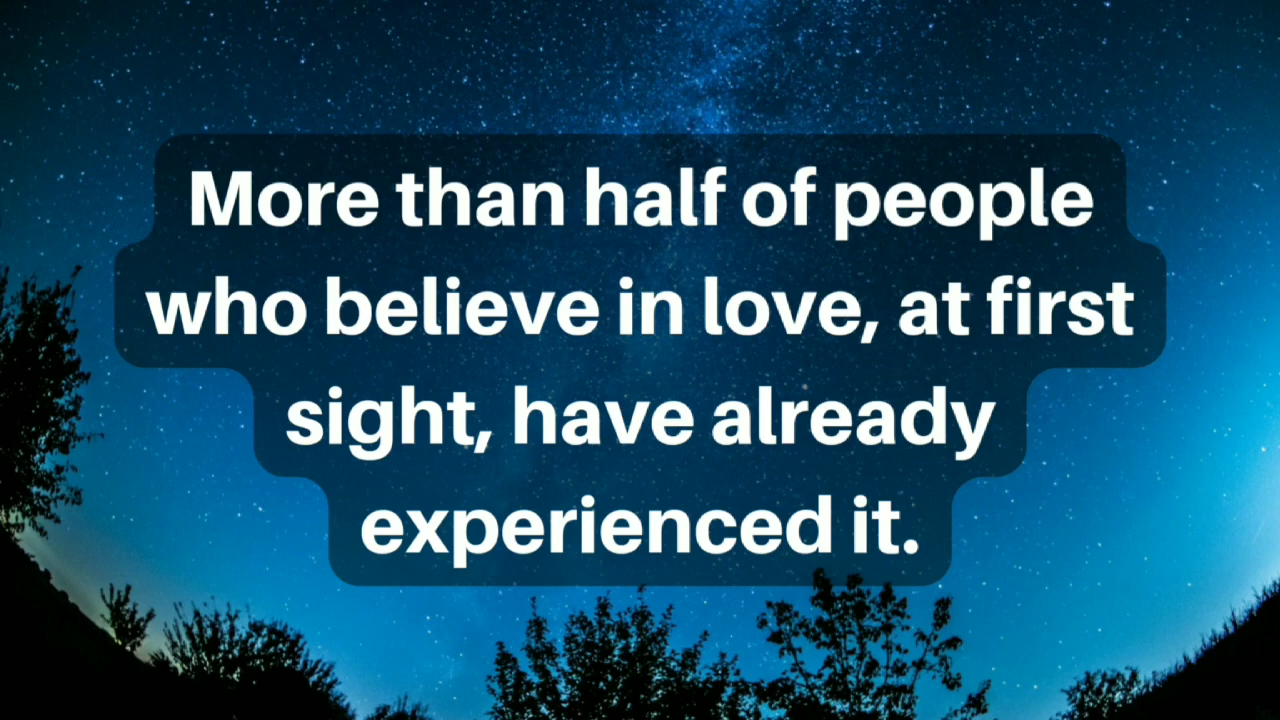 More than half of people
who believe in love, at first
sight, have already
experienced it.